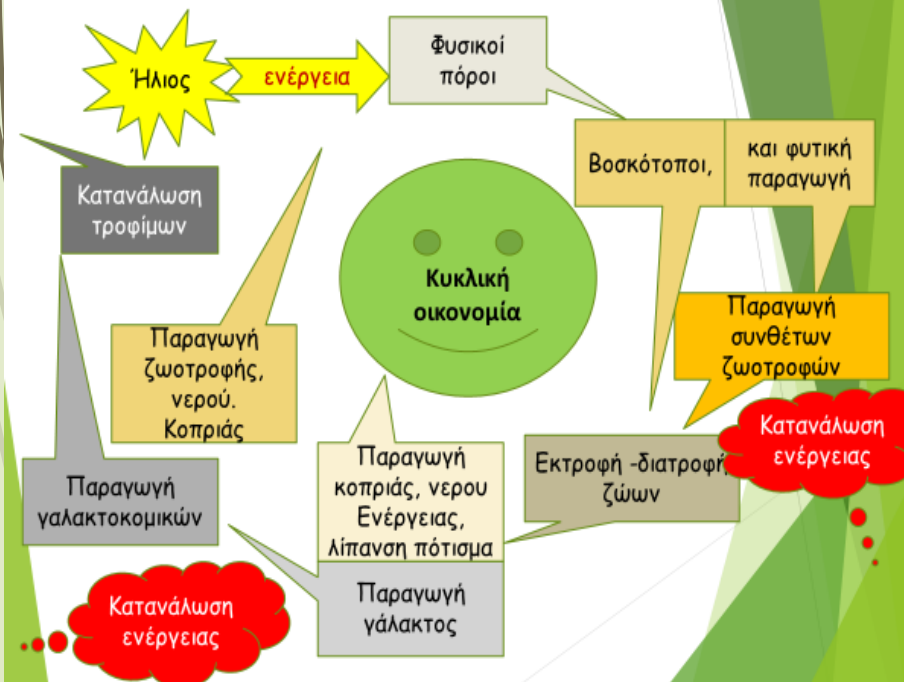 Ήλιος
ενέργεια
Φυσικοί
πόροι
Βοσκότοποι,
και φυτική
παραγωγή
Κατανάλωση
τροφίμων
Κυκλική
οικονομία
Παραγωγή
συνθέτων
ζωοτροφών
Παραγωγή
ζωοτροφής,
νερού.
Κοπριάς
Κατανάλωση
ενέργειας
Παραγωγή
γαλακτοκομικών
Παραγωγή
κοπριάς, νερου
Ενέργειας,
λίπανση πότισμα
Εκτροφή -διατροφή
ζώων
Παραγωγή
γάλακτος
Κατανάλωση
ενέργειας